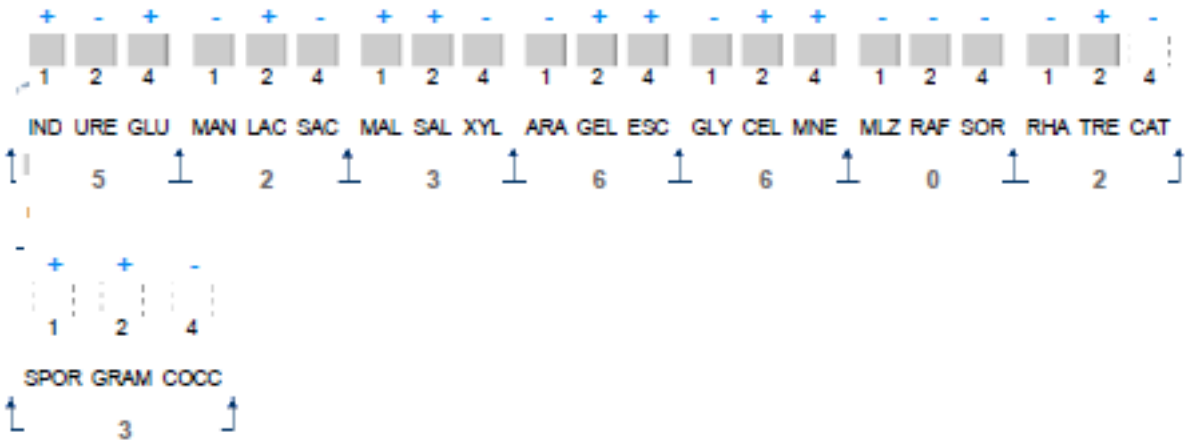 + - + - + - + + - - + + - + + - - - - + -
1 2 4 1 2 4 1 2 4 1 2 4 1 2 4 1 2 4 1 2 4
IND URE GLU MAN LAC SAC MAL SAL XYL ARA GEL ESC GLY CEL MNE MLZ RAF SOR RHA TRE CAT
5 2 3 6 6 0 2
+ + -
1 2 4
SPOR GRAM COCC
3